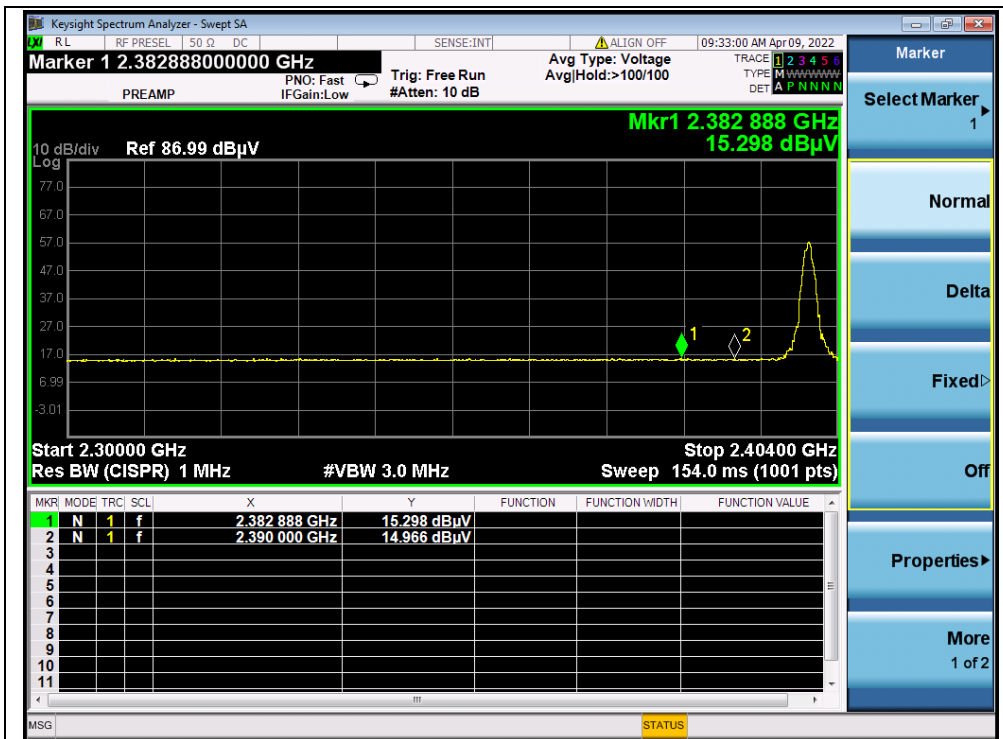 Keysight Spectrum Analyzer - Swept SA
LXI RL RF PRESEL 50 Ω DC SENSE:INT ALIGN OFF 09:33:00 AM Apr 09, 2022
Marker 1 2.382888000000 GHz
PREAMP
PNO: Fast
IFGain:Low
Trig: Free Run
#Atten: 10 dB
Avg Type: Voltage
Avg|Hold:>100/100
TRACE 1 2 3 4 5 6
TYPE M WWWWW
DET A P N N N N
Mkr1 2.382 888 GHz
15.298 dBµV
10 dB/div Ref 86.99 dBµV
Log
77.0
67.0
57.0
47.0
37.0
27.0
17.0
6.99
-3.01
1
2
Start 2.30000 GHz Stop 2.40400 GHz
Res BW (CISPR) 1 MHz #VBW 3.0 MHz Sweep 154.0 ms (1001 pts)
MKR MODE TRC SCL X Y FUNCTION FUNCTION WIDTH FUNCTION VALUE
1 N 1 f 2.382 888 GHz 15.298 dBµV
2 N 1 f 2.390 000 GHz 14.966 dBµV
3
4
5
6
7
8
9
10
11
MSG STATUS
Marker
Select Marker
1
Normal
Delta
Fixed
Off
Properties
More
1 of 2